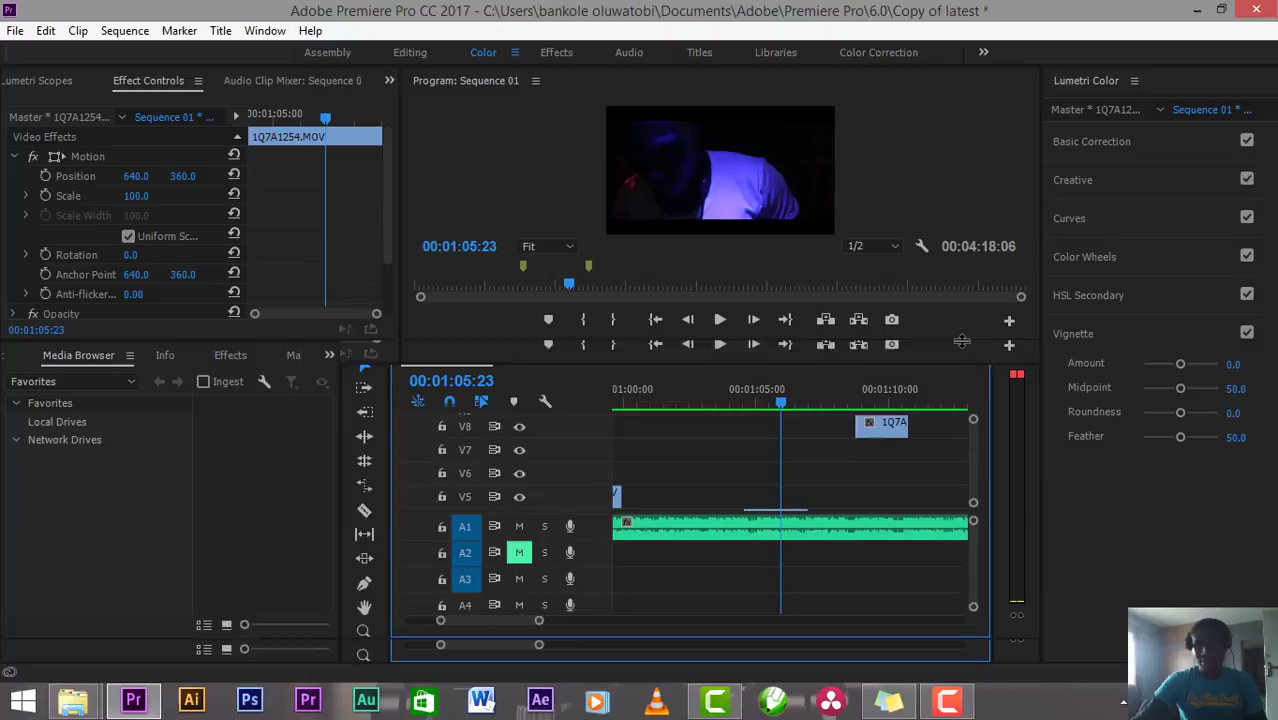 Adobe Premiere Pro CC 2017 - C:\Users\bankole oluwatobi\Documents\Adobe\Premiere Pro\6.0\Copy of latest *
File Edit Clip Sequence Marker Title Window Help
Assembly Editing Color Effects Audio Titles Libraries Color Correction
umetri Scopes Effect Controls Audio Clip Mixer: Sequence 0
Master * 1Q7A1254.... Sequence 01 * ...
00:01:05:00
Video Effects
1Q7A1254.MOV
fx Motion
Position 640.0 360.0
Scale 100.0
Scale Width 100.0
Uniform Sc...
Rotation 0.0
Anchor Point 640.0 360.0
Anti-flicker... 0.00
fx Opacity
00:01:05:23
Program: Sequence 01
00:01:05:23 Fit 1/2 00:04:18:06
Lumetri Color
Master * 1Q7A12... Sequence 01 * ...
Basic Correction
Creative
Curves
Color Wheels
HSL Secondary
Vignette
Amount 0.0
Midpoint 50.0
Roundness 0.0
Feather 50.0
Media Browser Info Effects Ma
Favorites Ingest
Favorites
Local Drives
Network Drives
00:01:05:23
01:00:00 00:01:05:00 00:01:10:00
V8 fx 1Q7A
V7
V6
V5
A1 M S fx
A2 M S
A3 M S
A4 M S
Pr Ai Ps Pr Au W Ae C C